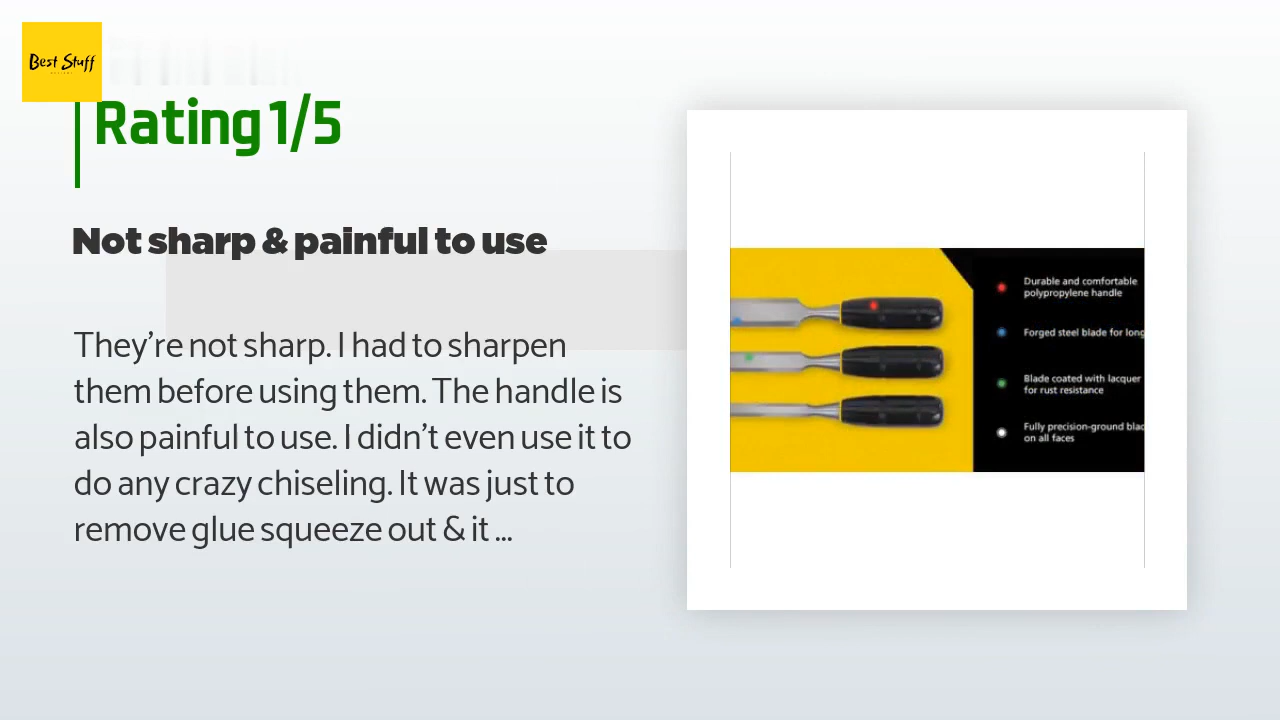 Best Stuff
Rating 1/5
Not sharp & painful to use
They're not sharp. I had to sharpen
them before using them. The handle is
also painful to use. I didn't even use it to
do any crazy chiseling. It was just to
remove glue squeeze out & it ...
Durable and comfortable
polypropylene handle
Forged steel blade for long
Blade coated with lacquer
for rust resistance
Fully precision-ground blad
on all faces